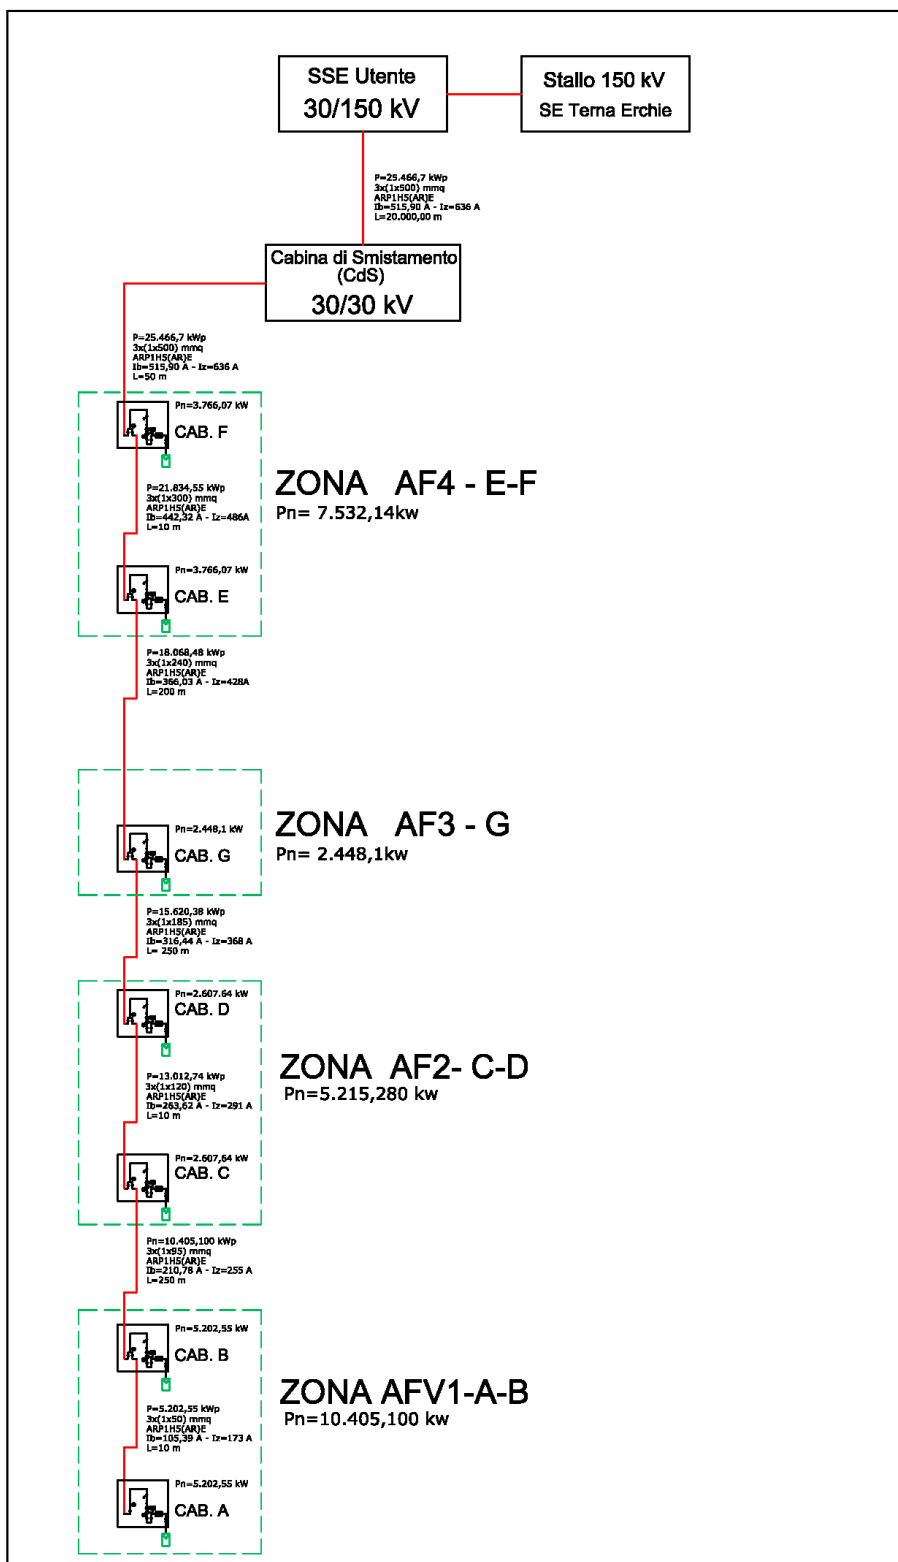 SSE Utente
30/150 kV
Stallo 150 kV
SE Terna Erchie
P=25.466,7 kWp
3x(1x500) mmq
ARP1H5(AR)E
Ib=515,90 A - Iz=636 A
L=20.000,00 m
Cabina di Smistamento
(CdS)
30/30 kV
P=25.466,7 kWp
3x(1x500) mmq
ARP1H5(AR)E
Ib=515,90 A - Iz=636 A
L=50 m
Pn=3.766,07 kW
CAB. F
P=21.834,55 kWp
3x(1x300) mmq
ARP1H5(AR)E
Ib=442,32 A - Iz=486A
L=10 m
ZONA AF4 - E-F
Pn= 7.532,14kw
Pn=3.766,07 kW
CAB. E
P=18.068,48 kWp
3x(1x240) mmq
ARP1H5(AR)E
Ib=366,03 A - Iz=428A
L=200 m
Pn=2.448,1 kW
CAB. G
ZONA AF3 - G
Pn= 2.448,1kw
P=15.620,38 kWp
3x(1x185) mmq
ARP1H5(AR)E
Ib=316,44 A - Iz=368 A
L= 250 m
Pn=2.607.64 kW
CAB. D
P=13.012,74 kWp
3x(1x120) mmq
ARP1H5(AR)E
Ib=263,62 A - Iz=291 A
L=10 m
ZONA AF2- C-D
Pn=5.215,280 kw
Pn=2.607,64 kW
CAB. C
Pn=10.405,100 kWp
3x(1x95) mmq
ARP1H5(AR)E
Ib=210,78 A - Iz=255 A
L=250 m
Pn=5.202,55 kW
CAB. B
ZONA AFV1-A-B
Pn=10.405,100 kw
P=5.202,55 kWp
3x(1x50) mmq
ARP1H5(AR)E
Ib=105,39 A - Iz=173 A
L=10 m
Pn=5.202,55 kW
CAB. A